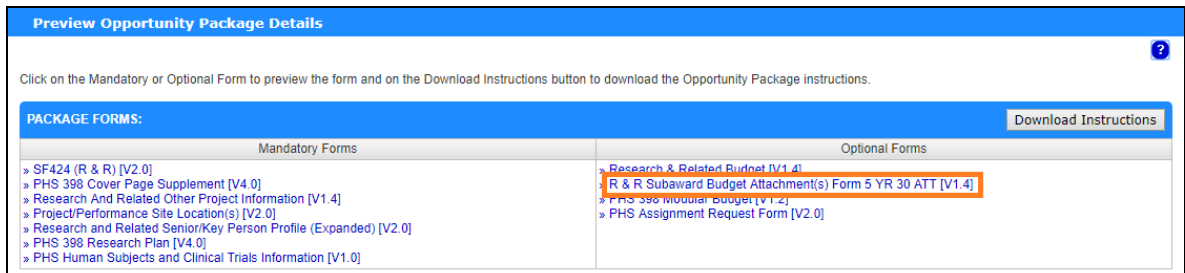 Preview Opportunity Package Details
?
Click on the Mandatory or Optional Form to preview the form and on the Download Instructions button to download the Opportunity Package instructions.
PACKAGE FORMS:
Download Instructions
Mandatory Forms
Optional Forms
» SF424 (R & R) [V2.0]
» PHS 398 Cover Page Supplement [V4.0]
» Research And Related Other Project Information [V1.4]
» Project/Performance Site Location(s) [V2.0]
» Research and Related Senior/Key Person Profile (Expanded) [V2.0]
» PHS 398 Research Plan [V4.0]
» PHS Human Subjects and Clinical Trials Information [V1.0]
» Research & Related Budget [V1.4]
» R & R Subaward Budget Attachment(s) Form 5 YR 30 ATT [V1.4]
» PHS 398 Modular Budget [V1.2]
» PHS Assignment Request Form [V2.0]